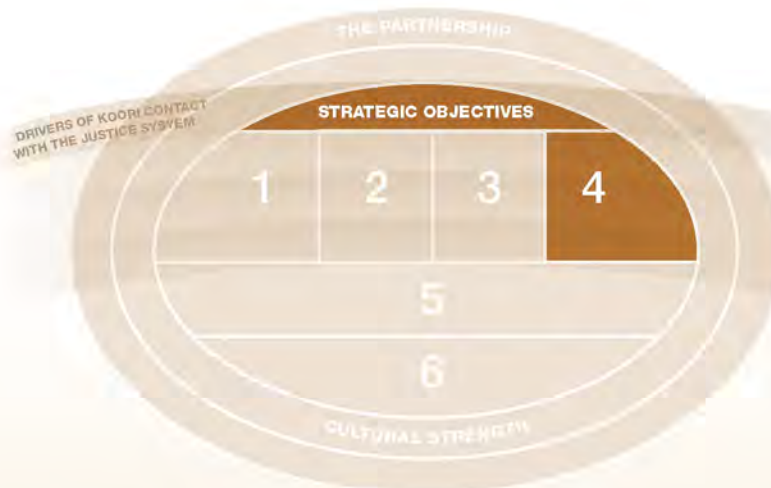 THE PARTNERSHIP
DRIVERS OF KOORI CONTACT
WITH THE JUSTICE SYSTEM
STRATEGIC OBJECTIVES
1 2 3 4
5
6
CULTURAL STRENGTH